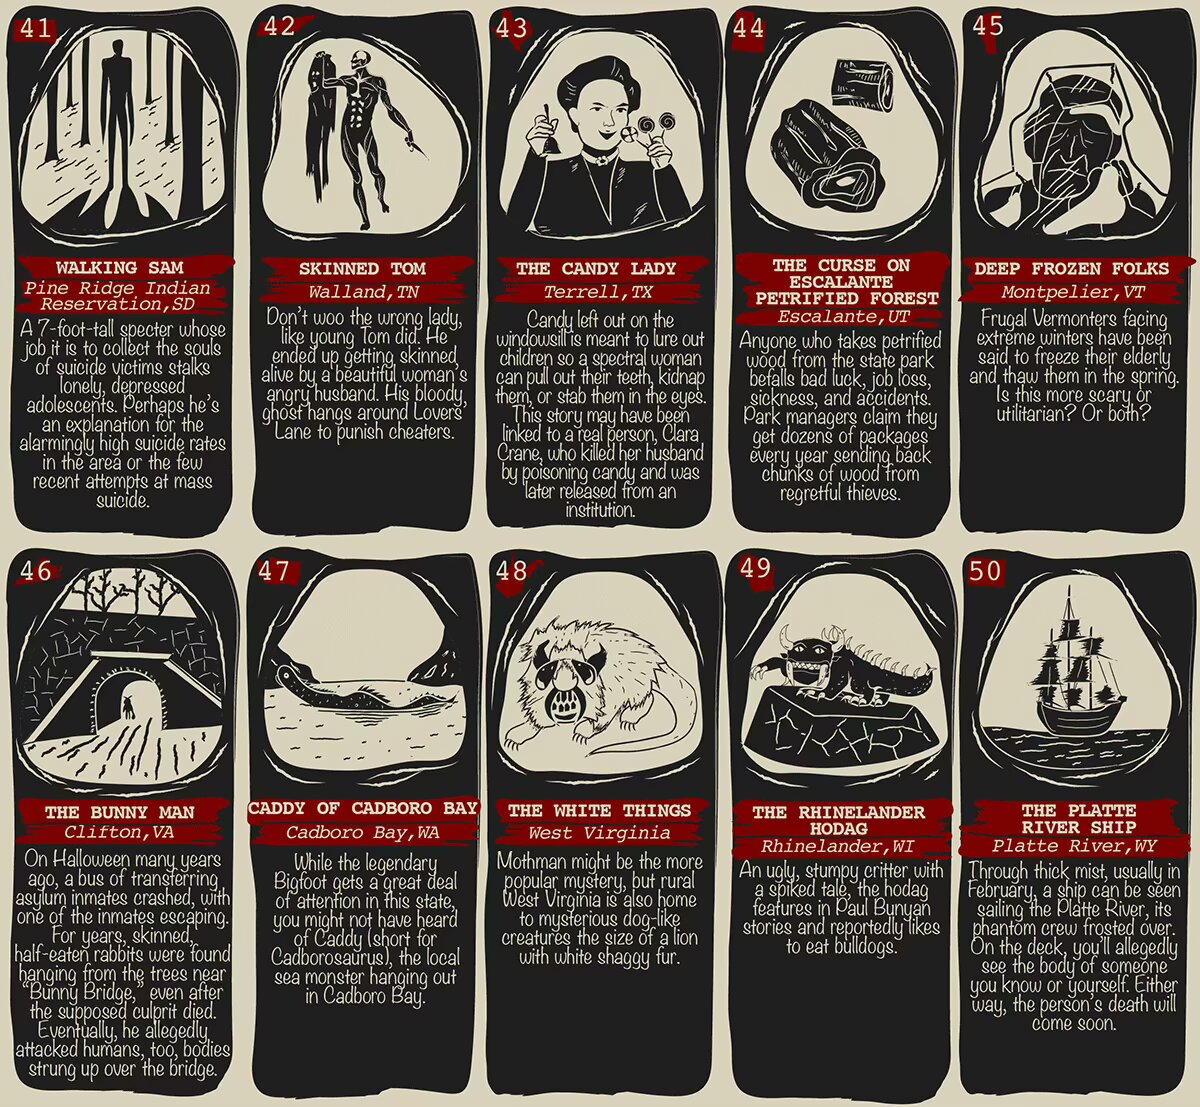 41
WALKING SAM
Pine Ridge Indian
Reservation,SD
A 7-foot-tall specter whose
job it is to collect the souls
of suicide victims stalks
lonely, depressed
adolescents. Perhaps he's
an explanation for the
alarmingly high suicide rates
in the area or the few
recent attempts at mass
suicide.
42
SKINNED TOM
Walland,TN
Don't woo the wrong lady,
like young Tom did. He
ended up getting skinned
alive by a beautiful woman's
angry husband. His bloody,
ghost hangs around Lovers'
Lane to punish cheaters.
43
THE CANDY LADY
Terrell,TX
Candy left out on the
windowsill is meant to lure out
children so a spectral woman
can pull out their teeth, kidnap
them, or stab them in the eyes.
This story may have been
linked to a real person, Clara
Crane, who killed her husband
by poisoning candy and was
later released from an
institution.
44
THE CURSE ON
ESCALANTE
PETRIFIED FOREST
Escalante,UT
Anyone who takes petrified
wood from the state park
befalls bad luck, job loss,
sickness, and accidents.
Park managers claim they
get dozens of packages
every year sending back
chunks of wood from
regretful thieves.
45
DEEP FROZEN FOLKS
Montpelier,VT
Frugal Vermonters facing
extreme winters have been
said to freeze their elderly
and thaw them in the spring.
Is this more scary or
utilitarian? Or both?
46
THE BUNNY MAN
Clifton,VA
On Halloween many years
ago, a bus of transferring
asylum inmates crashed, with
one of the inmates escaping.
For years, skinned,
half-eaten rabbits were found
hanging from the trees near
"Bunny Bridge," even after
the supposed culprit died.
Eventually, he allegedly
attacked humans, too, bodies
strung up over the bridge.
47
CADDY OF CADBORO BAY
Cadboro Bay,WA
While the legendary
Bigfoot gets a great deal
of attention in this state,
you might not have heard
of Caddy (short for
Cadborosaurus), the local
sea monster hanging out
in Cadboro Bay.
48
THE WHITE THINGS
West Virginia
Mothman might be the more
popular mystery, but rural
West Virginia is also home
to mysterious dog-like
creatures the size of a lion
with white shaggy fur.
49
THE RHINELANDER
HODAG
Rhinelander,WI
An ugly, stumpy critter with
a spiked tale, the hodag
features in Paul Bunyan
stories and reportedly likes
to eat bulldogs.
50
THE PLATTE
RIVER SHIP
Platte River,WY
Through thick mist, usually in
February, a ship can be seen
sailing the Platte River, its
phantom crew frosted over.
On the deck, you'll allegedly
see the body of someone
you know or yourself. Either
way, the person's death will
come soon.